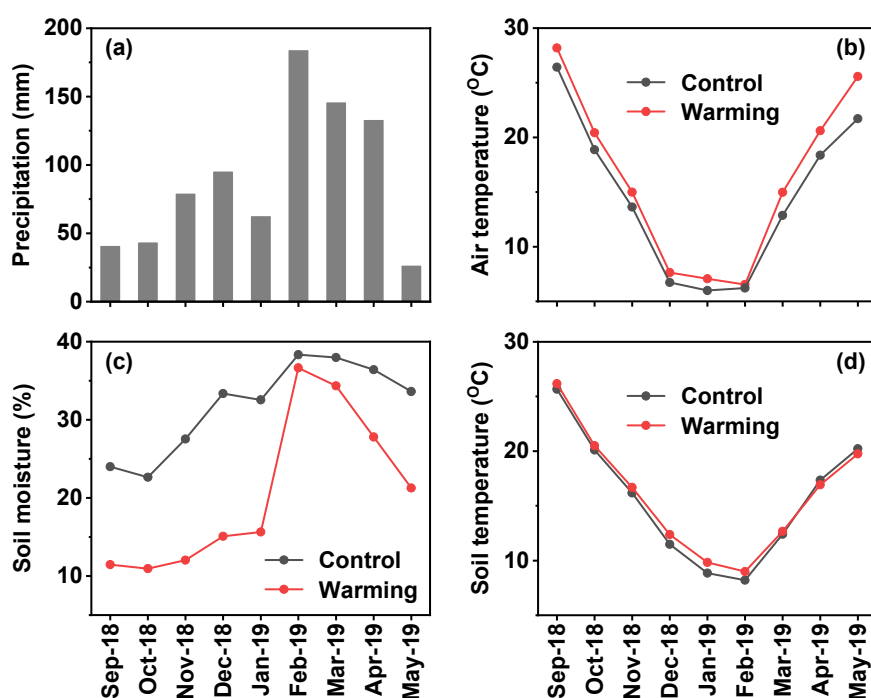 (a)
Precipitation (mm)
200
150
100
50
0
(b)
Air temperature (°C)
30
20
10
Control
Warming
(c)
Soil moisture (%)
40
30
20
10
Control
Warming
Sep-18
Oct-18
Nov-18
Dec-18
Jan-19
Feb-19
Mar-19
Apr-19
May-19
(d)
Soil temperature (°C)
30
20
10
Control
Warming
Sep-18
Oct-18
Nov-18
Dec-18
Jan-19
Feb-19
Mar-19
Apr-19
May-19